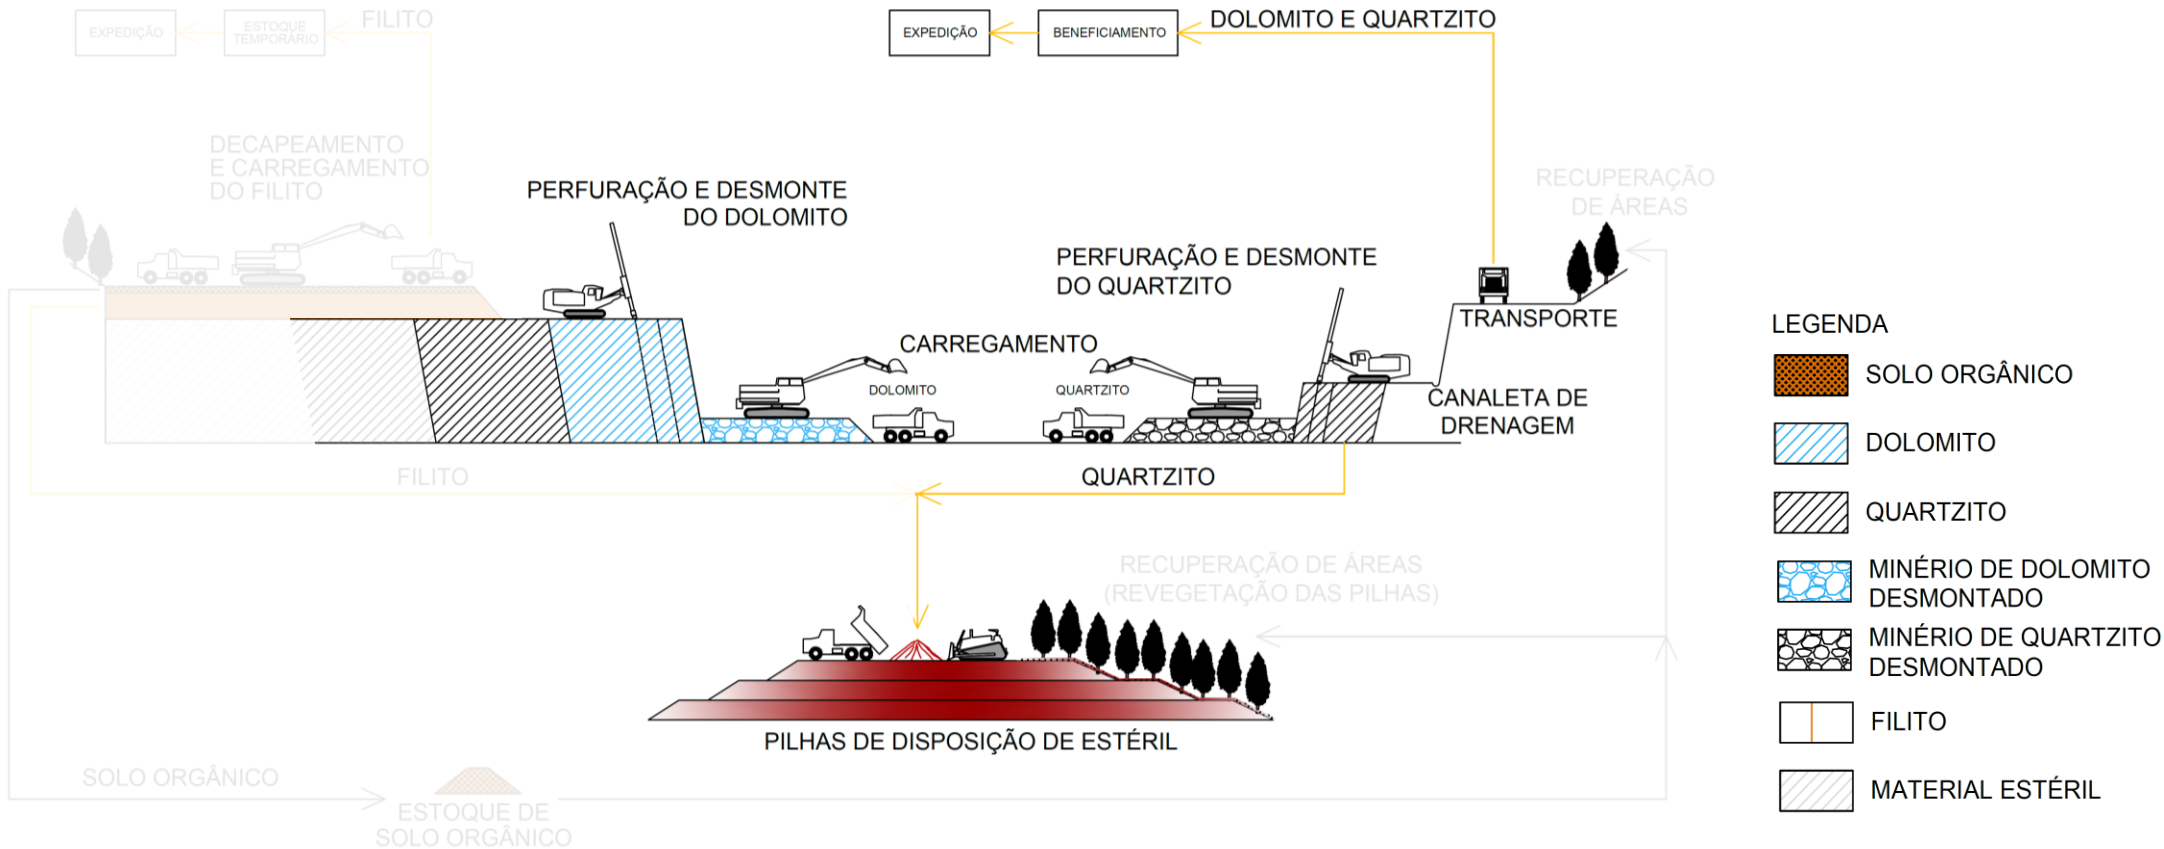 EXPEDIÇÃO
ESTOQUE
TEMPORÁRIO
FILITO
EXPEDIÇÃO
BENEFICIAMENTO
DOLOMITO E QUARTZITO
DECAPEAMENTO
E CARREGAMENTO
DO FILITO
PERFURAÇÃO E DESMONTE
DO DOLOMITO
RECUPERAÇÃO
DE ÁREAS
PERFURAÇÃO E DESMONTE
DO QUARTZITO
TRANSPORTE
CARREGAMENTO
DOLOMITO
QUARTZITO
CANALETA DE
DRENAGEM
FILITO
QUARTZITO
RECUPERAÇÃO DE ÁREAS
(REVEGETAÇÃO DAS PILHAS)
PILHAS DE DISPOSIÇÃO DE ESTÉRIL
SOLO ORGÂNICO
ESTOQUE DE
SOLO ORGÂNICO
LEGENDA
SOLO ORGÂNICO
DOLOMITO
QUARTZITO
MINÉRIO DE DOLOMITO
DESMONTADO
MINÉRIO DE QUARTZITO
DESMONTADO
FILITO
MATERIAL ESTÉRIL